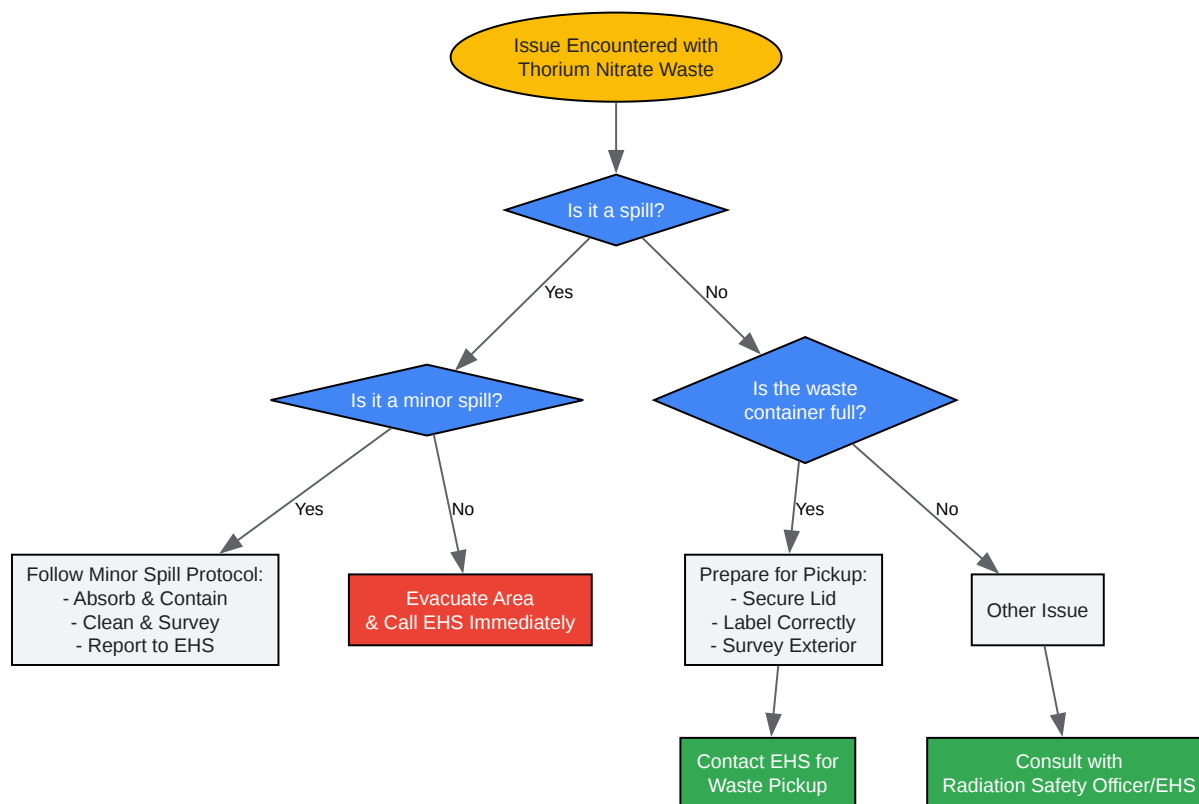 Issue Encountered with
Thorium Nitrate Waste
Is it a spill?
Yes
No
Is it a minor spill?
Is the waste
container full?
Yes
No
Yes
No
Follow Minor Spill Protocol:
- Absorb & Contain
- Clean & Survey
- Report to EHS
Evacuate Area
& Call EHS Immediately
Prepare for Pickup:
- Secure Lid
- Label Correctly
- Survey Exterior
Other Issue
Contact EHS for
Waste Pickup
Consult with
Radiation Safety Officer/EHS